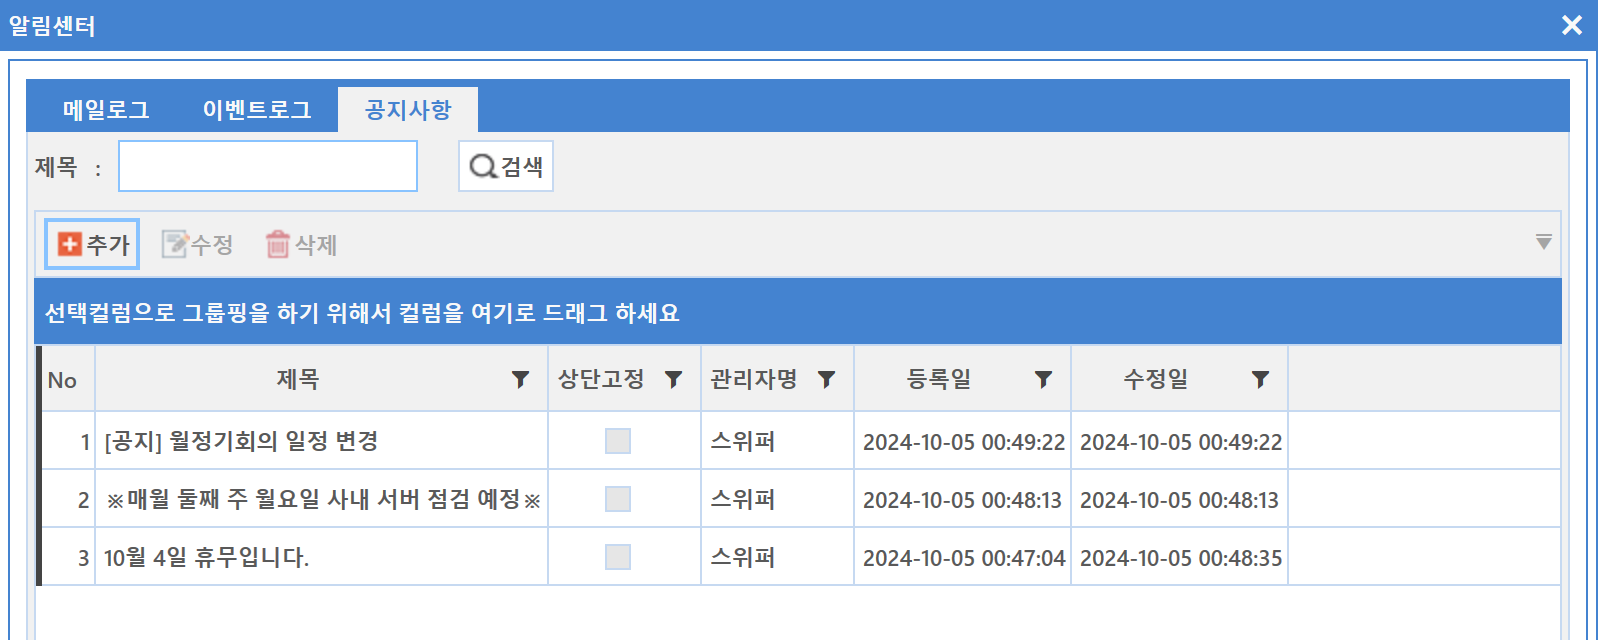 알림센터
메일로그 이벤트로그 공지사항
제목 : 검색
추가 수정 삭제
선택컬럼으로 그룹핑을 하기 위해서 컬럼을 여기로 드래그 하세요
No 제목 상단고정 관리자명 등록일 수정일
1 [공지] 월정기회의 일정 변경 스위퍼 2024-10-05 00:49:22 2024-10-05 00:49:22
2 ※매월 둘째 주 월요일 사내 서버 점검 예정※ 스위퍼 2024-10-05 00:48:13 2024-10-05 00:48:13
3 10월 4일 휴무입니다. 스위퍼 2024-10-05 00:47:04 2024-10-05 00:48:35